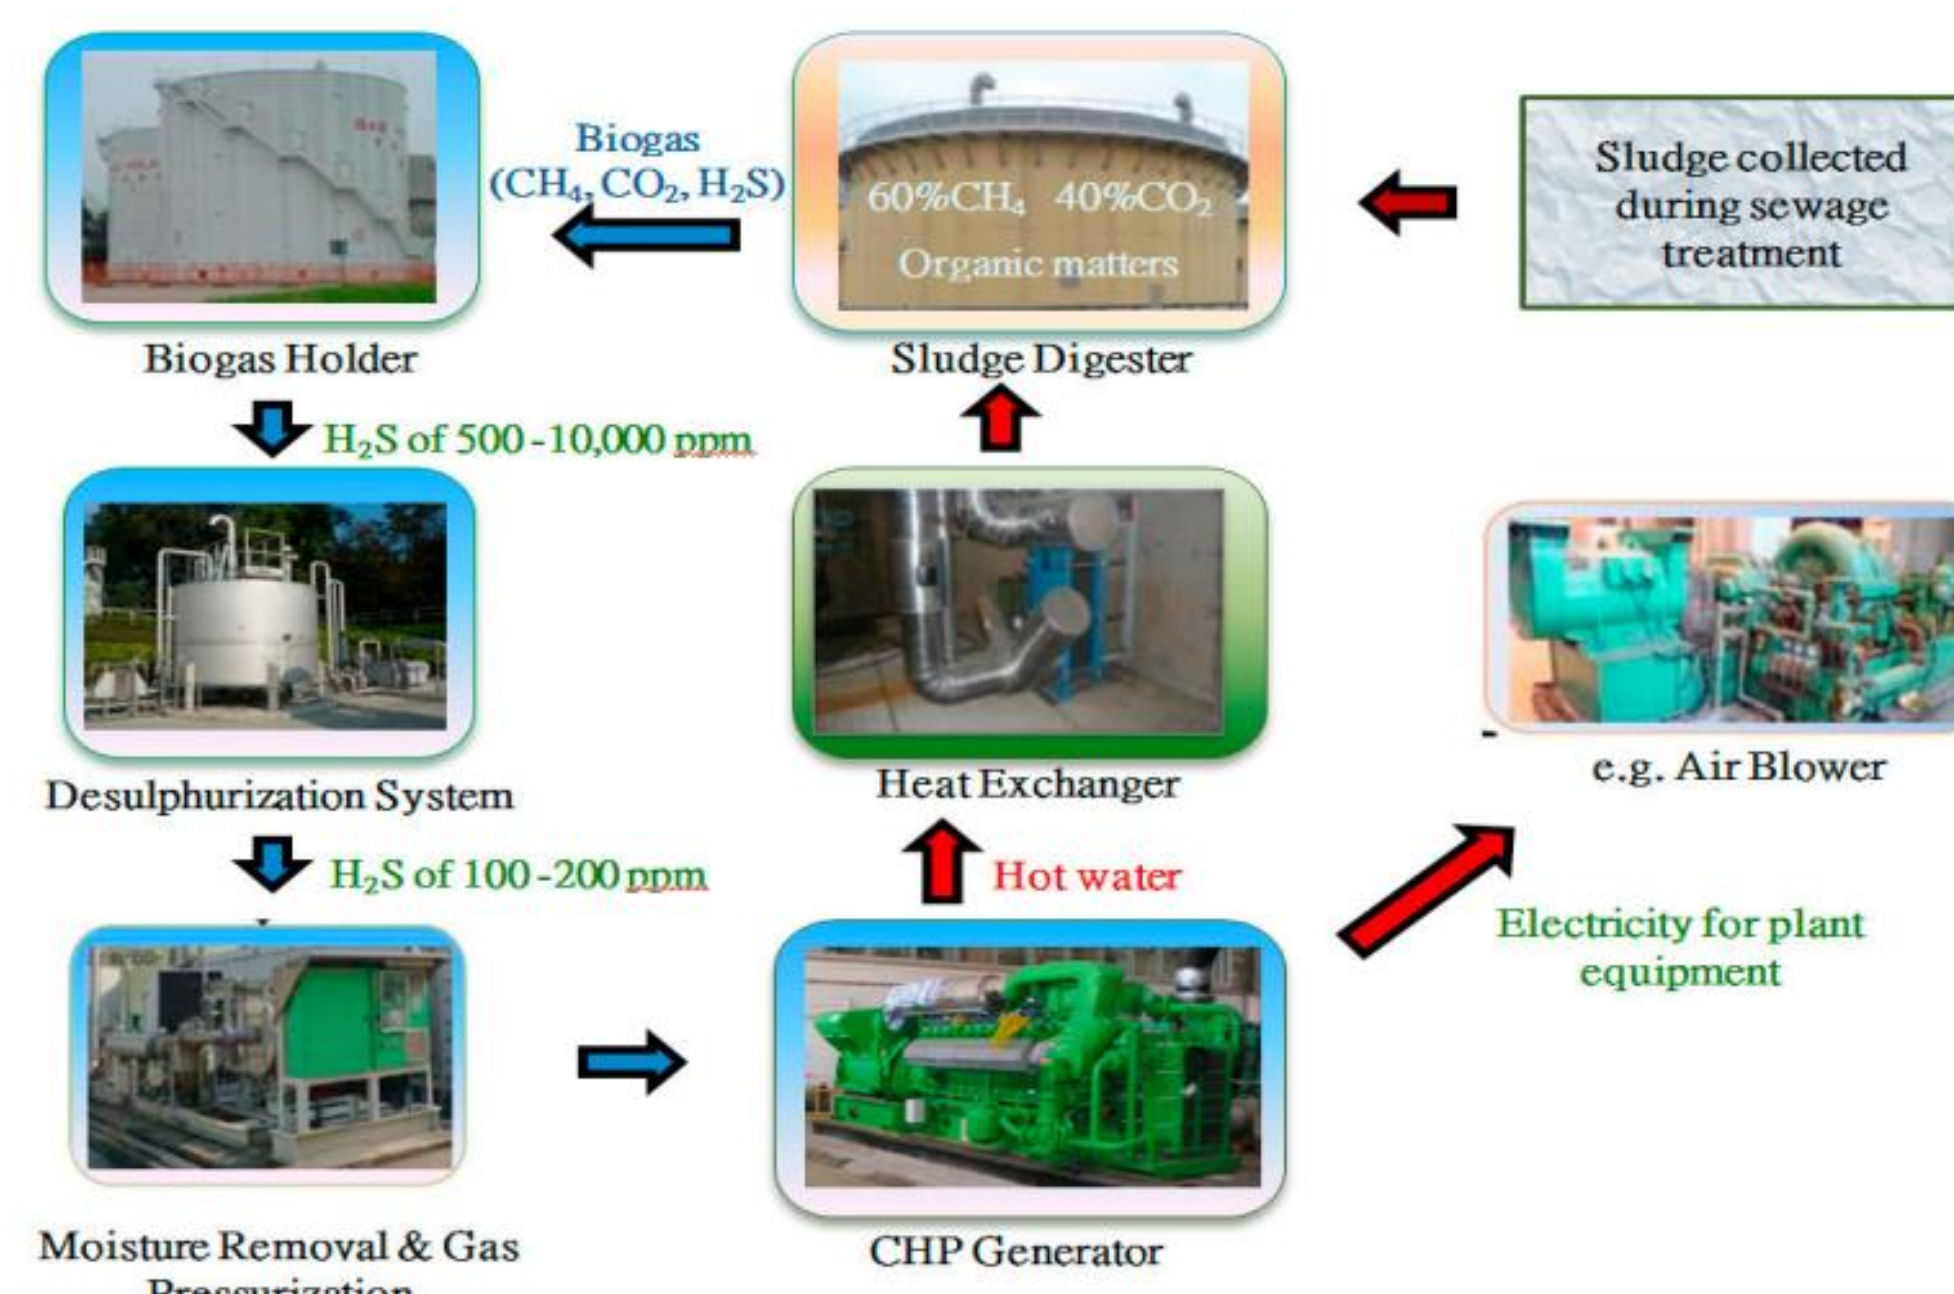 Biogas
(CH₄, CO₂, H₂S)
60%CH₄ 40%CO₂
Organic matters
Sludge collected
during sewage
treatment
Biogas Holder
Sludge Digester
H₂S of 500-10,000 ppm
Desulphurization System
Heat Exchanger
e.g. Air Blower
H₂S of 100-200 ppm
Hot water
Electricity for plant
equipment
Moisture Removal & Gas
Pressurization
CHP Generator